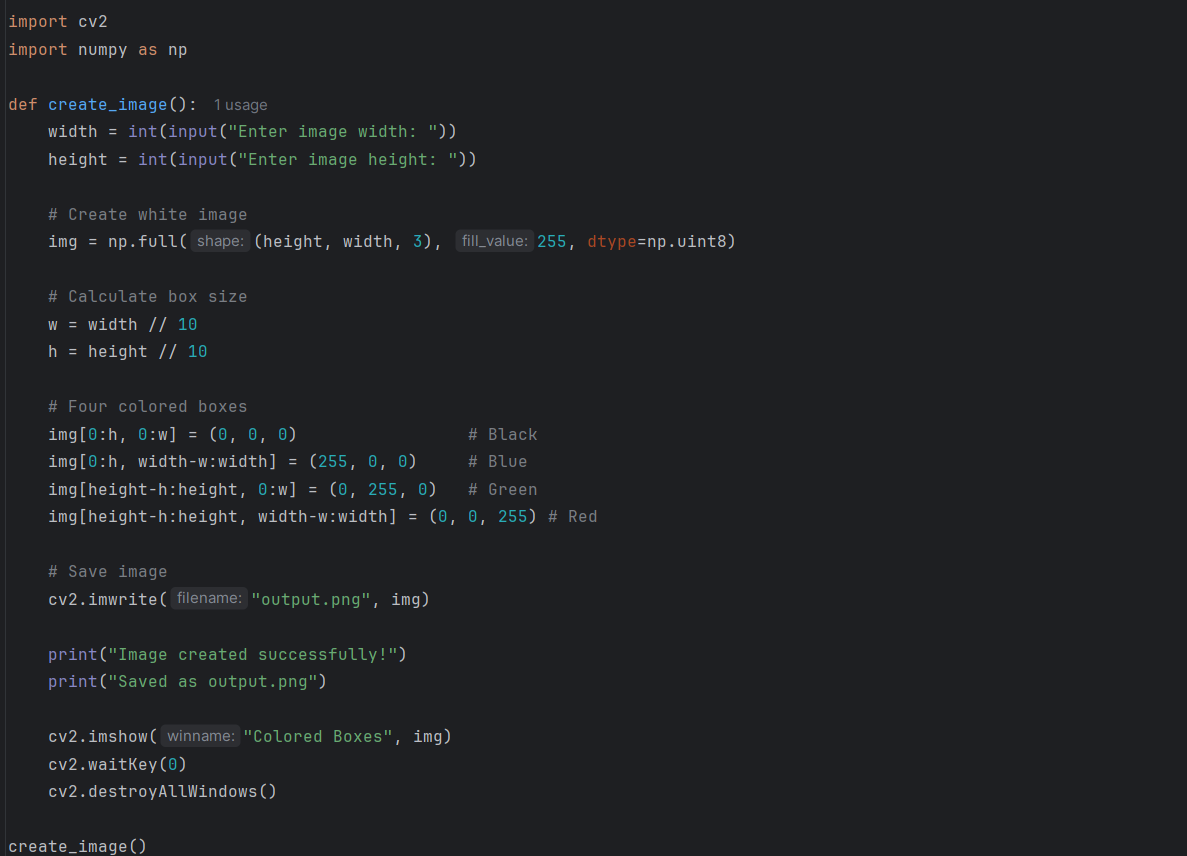 import cv2
import numpy as np
def create_image():  1 usage
    width = int(input("Enter image width: "))
    height = int(input("Enter image height: "))
    # Create white image
    img = np.full( shape: (height, width, 3),  fill_value: 255, dtype=np.uint8)
    # Calculate box size
    w = width // 10
    h = height // 10
    # Four colored boxes
    img[0:h, 0:w] = (0, 0, 0)                 # Black
    img[0:h, width-w:width] = (255, 0, 0)     # Blue
    img[height-h:height, 0:w] = (0, 255, 0)   # Green
    img[height-h:height, width-w:width] = (0, 0, 255) # Red
    # Save image
    cv2.imwrite( filename: "output.png", img)
    print("Image created successfully!")
    print("Saved as output.png")
    cv2.imshow( winname: "Colored Boxes", img)
    cv2.waitKey(0)
    cv2.destroyAllWindows()
create_image()